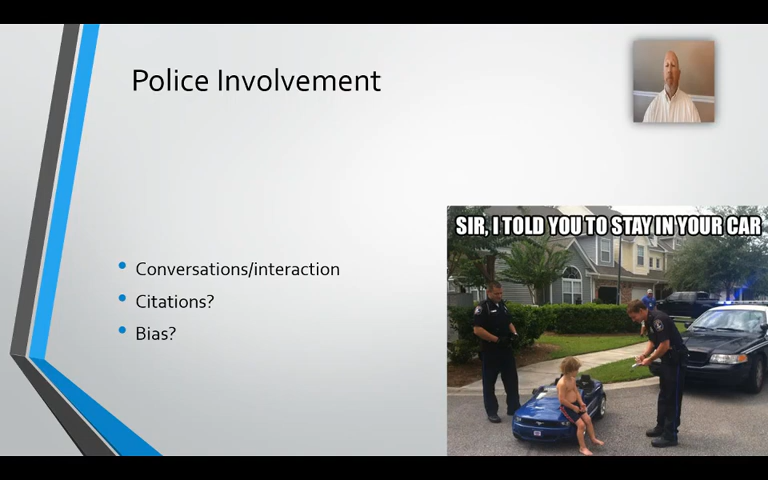 Police Involvement
SIR, I TOLD YOU TO STAY IN YOUR CAR
Conversations/interaction
Citations?
Bias?